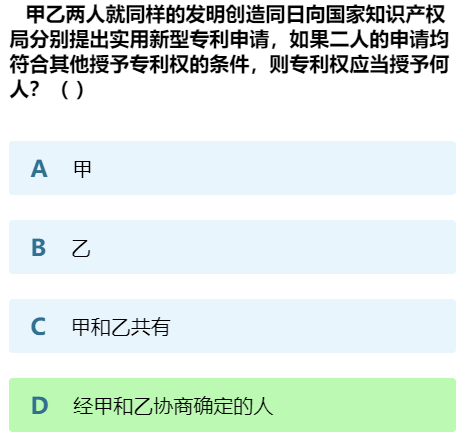 甲乙两人就同样的发明创造同日向国家知识产权
局分别提出实用新型专利申请，如果二人的申请均
符合其他授予专利权的条件，则专利权应当授予何
人？（ ）
A 甲
B 乙
C 甲和乙共有
D 经甲和乙协商确定的人